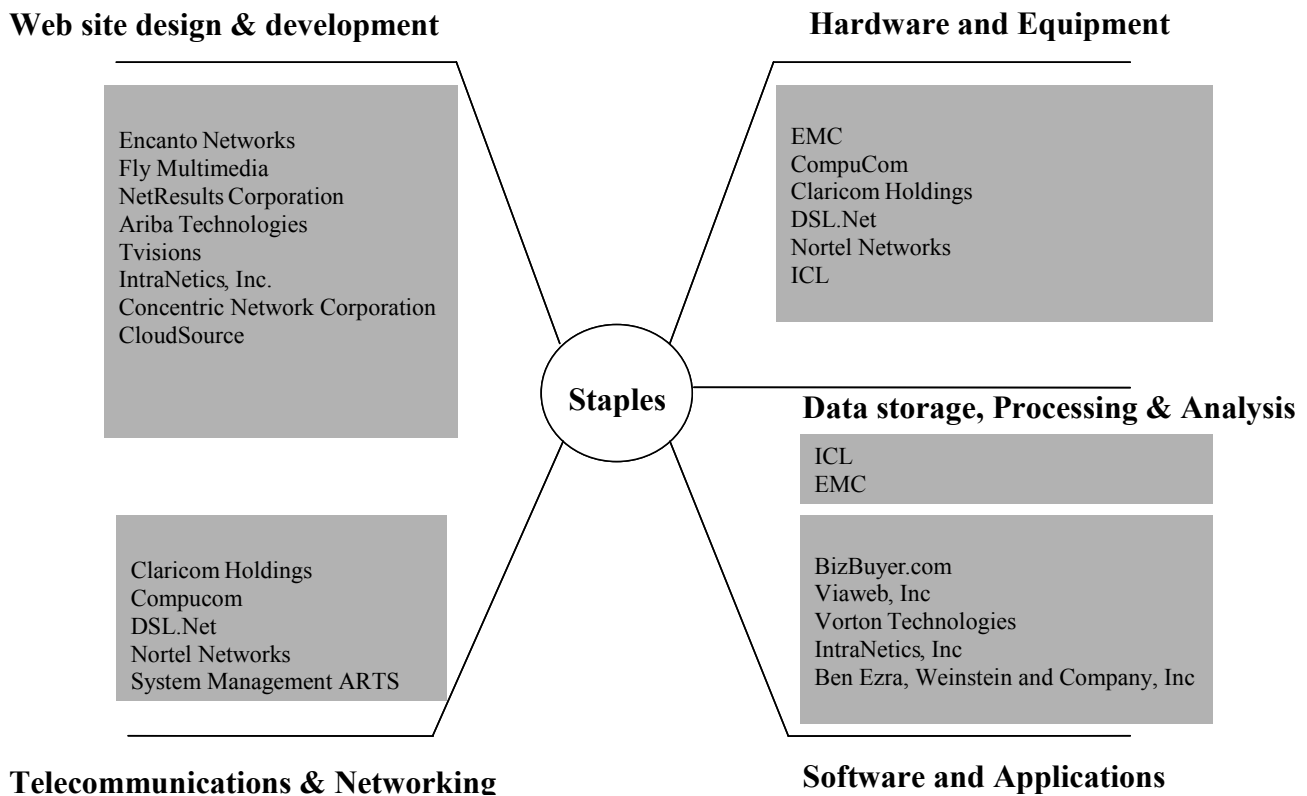 Web site design & development
Encanto Networks
Fly Multimedia
NetResults Corporation
Ariba Technologies
Tvisions
IntraNetics, Inc.
Concentric Network Corporation
CloudSource
Hardware and Equipment
EMC
CompuCom
Claricom Holdings
DSL.Net
Nortel Networks
ICL
Staples
Data storage, Processing & Analysis
ICL
EMC
Claricom Holdings
Compucom
DSL.Net
Nortel Networks
System Management ARTS
Telecommunications & Networking
BizBuyer.com
Viaweb, Inc
Vorton Technologies
IntraNetics, Inc
Ben Ezra, Weinstein and Company, Inc
Software and Applications